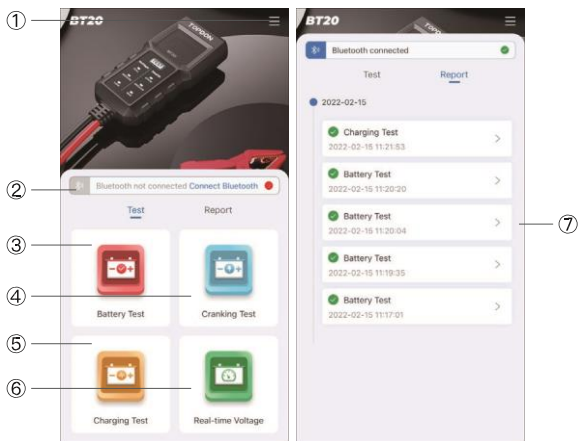 ①
BT20
TOPDON
②
Bluetooth not connected Connect Bluetooth
Test
Report
③
Battery Test
④
Cranking Test
⑤
Charging Test
⑥
Real-time Voltage
BT20
TOPDON
Bluetooth connected
Test
Report
2022-02-15
Charging Test
2022-02-15 11:21:53
Battery Test
2022-02-15 11:20:20
Battery Test
2022-02-15 11:20:04
Battery Test
2022-02-15 11:19:35
Battery Test
2022-02-15 11:17:01
⑦